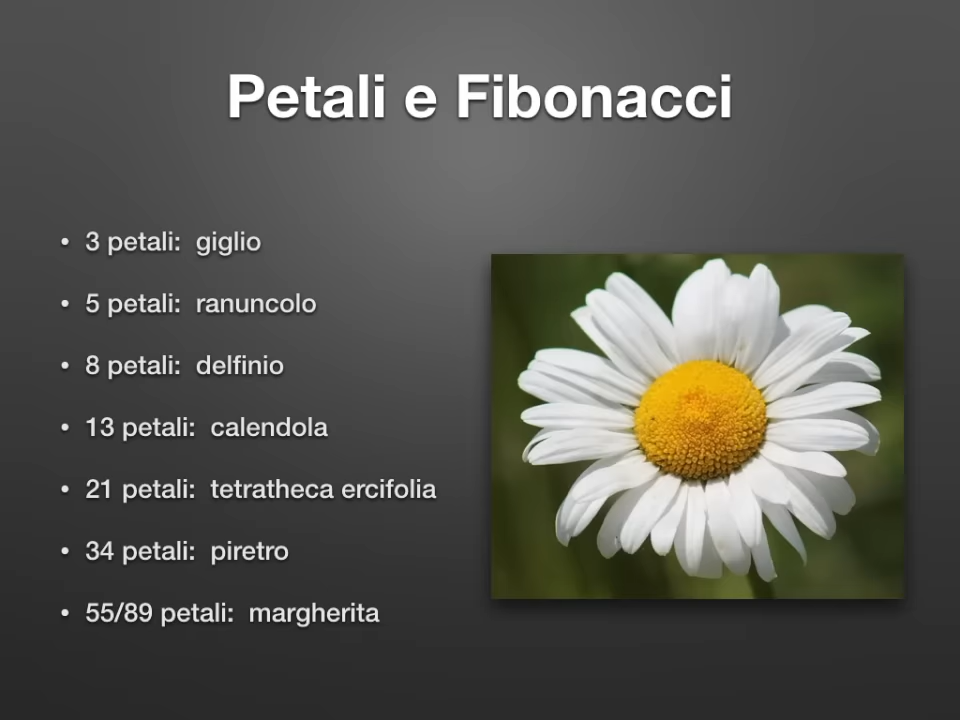 Petali e Fibonacci
• 3 petali: giglio
• 5 petali: ranuncolo
• 8 petali: delfinio
• 13 petali: calendola
• 21 petali: tetratheca ercifolia
• 34 petali: piretro
• 55/89 petali: margherita